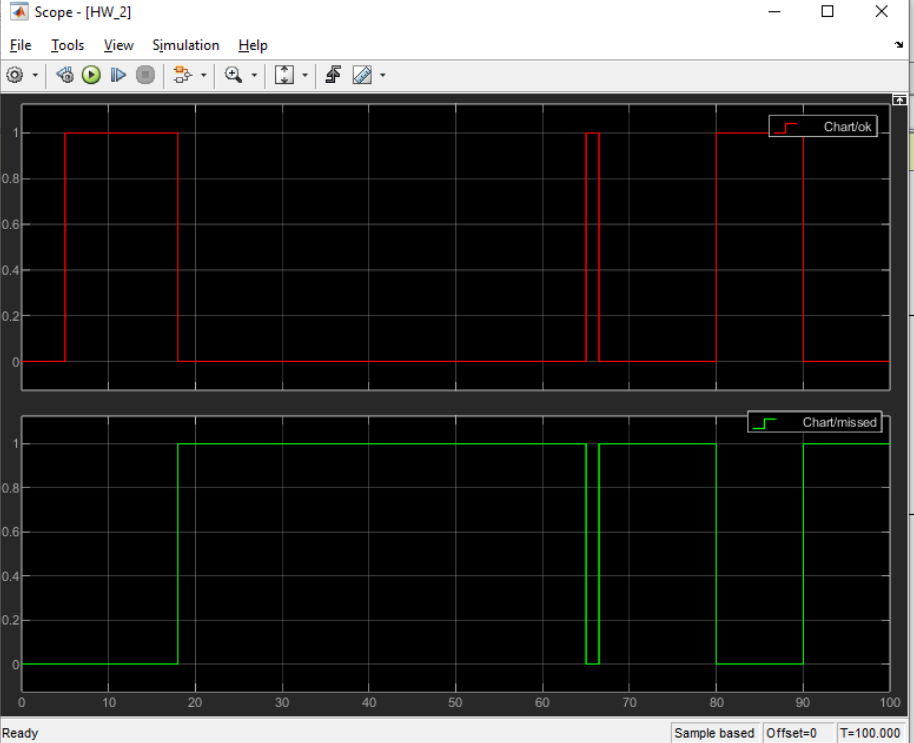 Scope - [HW_2]
File Tools View Simulation Help
Chart/ok
1
0.8
0.6
0.4
0.2
0
Chart/missed
1
0.8
0.6
0.4
0.2
0
0 10 20 30 40 50 60 70 80 90 100
Ready Sample based Offset=0 T=100.000